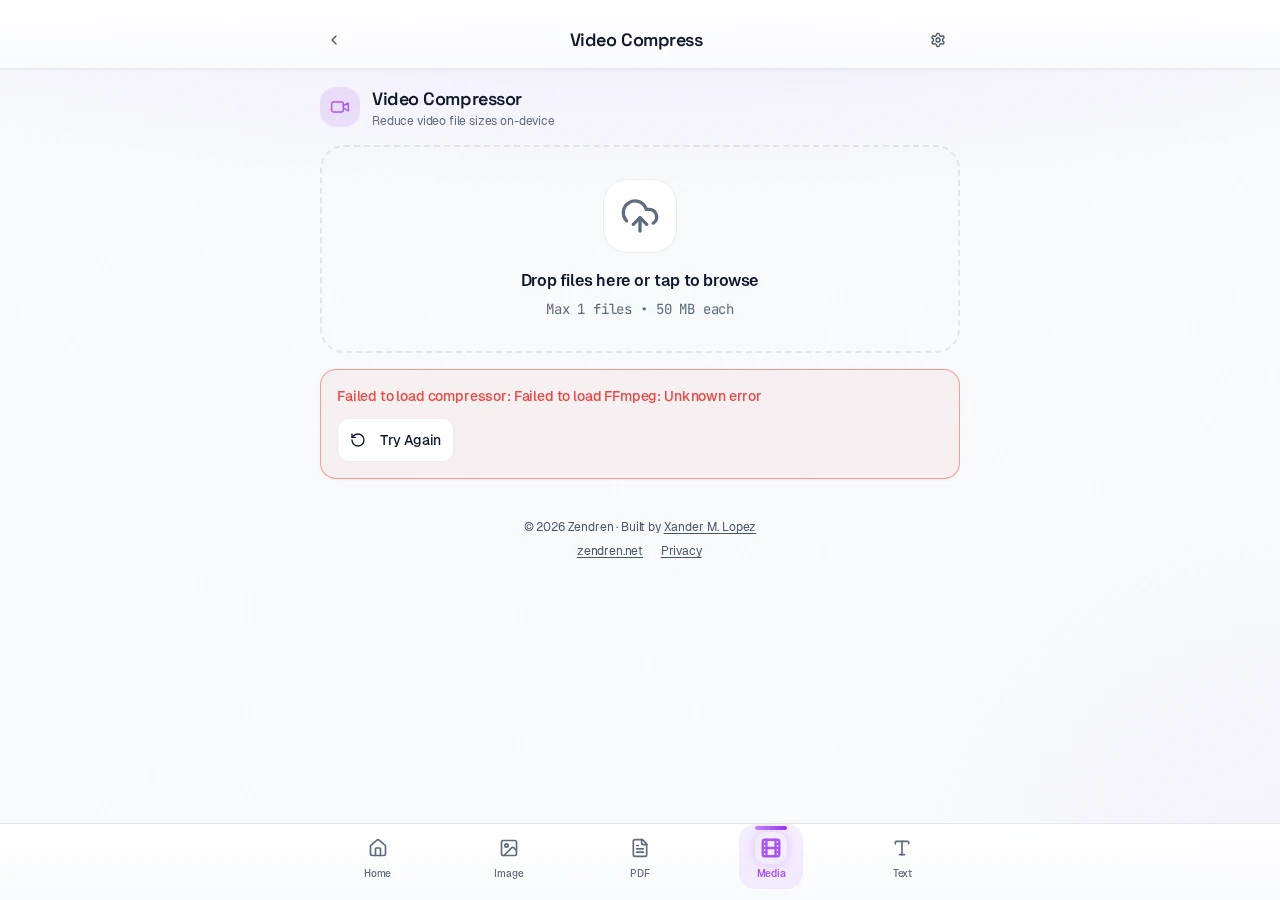 Video Compress
Video Compressor
Reduce video file sizes on-device
Drop files here or tap to browse
Max 1 files • 50 MB each
Failed to load compressor: Failed to load FFmpeg: Unknown error
Try Again
© 2026 Zendren · Built by Xander M. Lopez
zendren.net Privacy
Home Image PDF Media Text